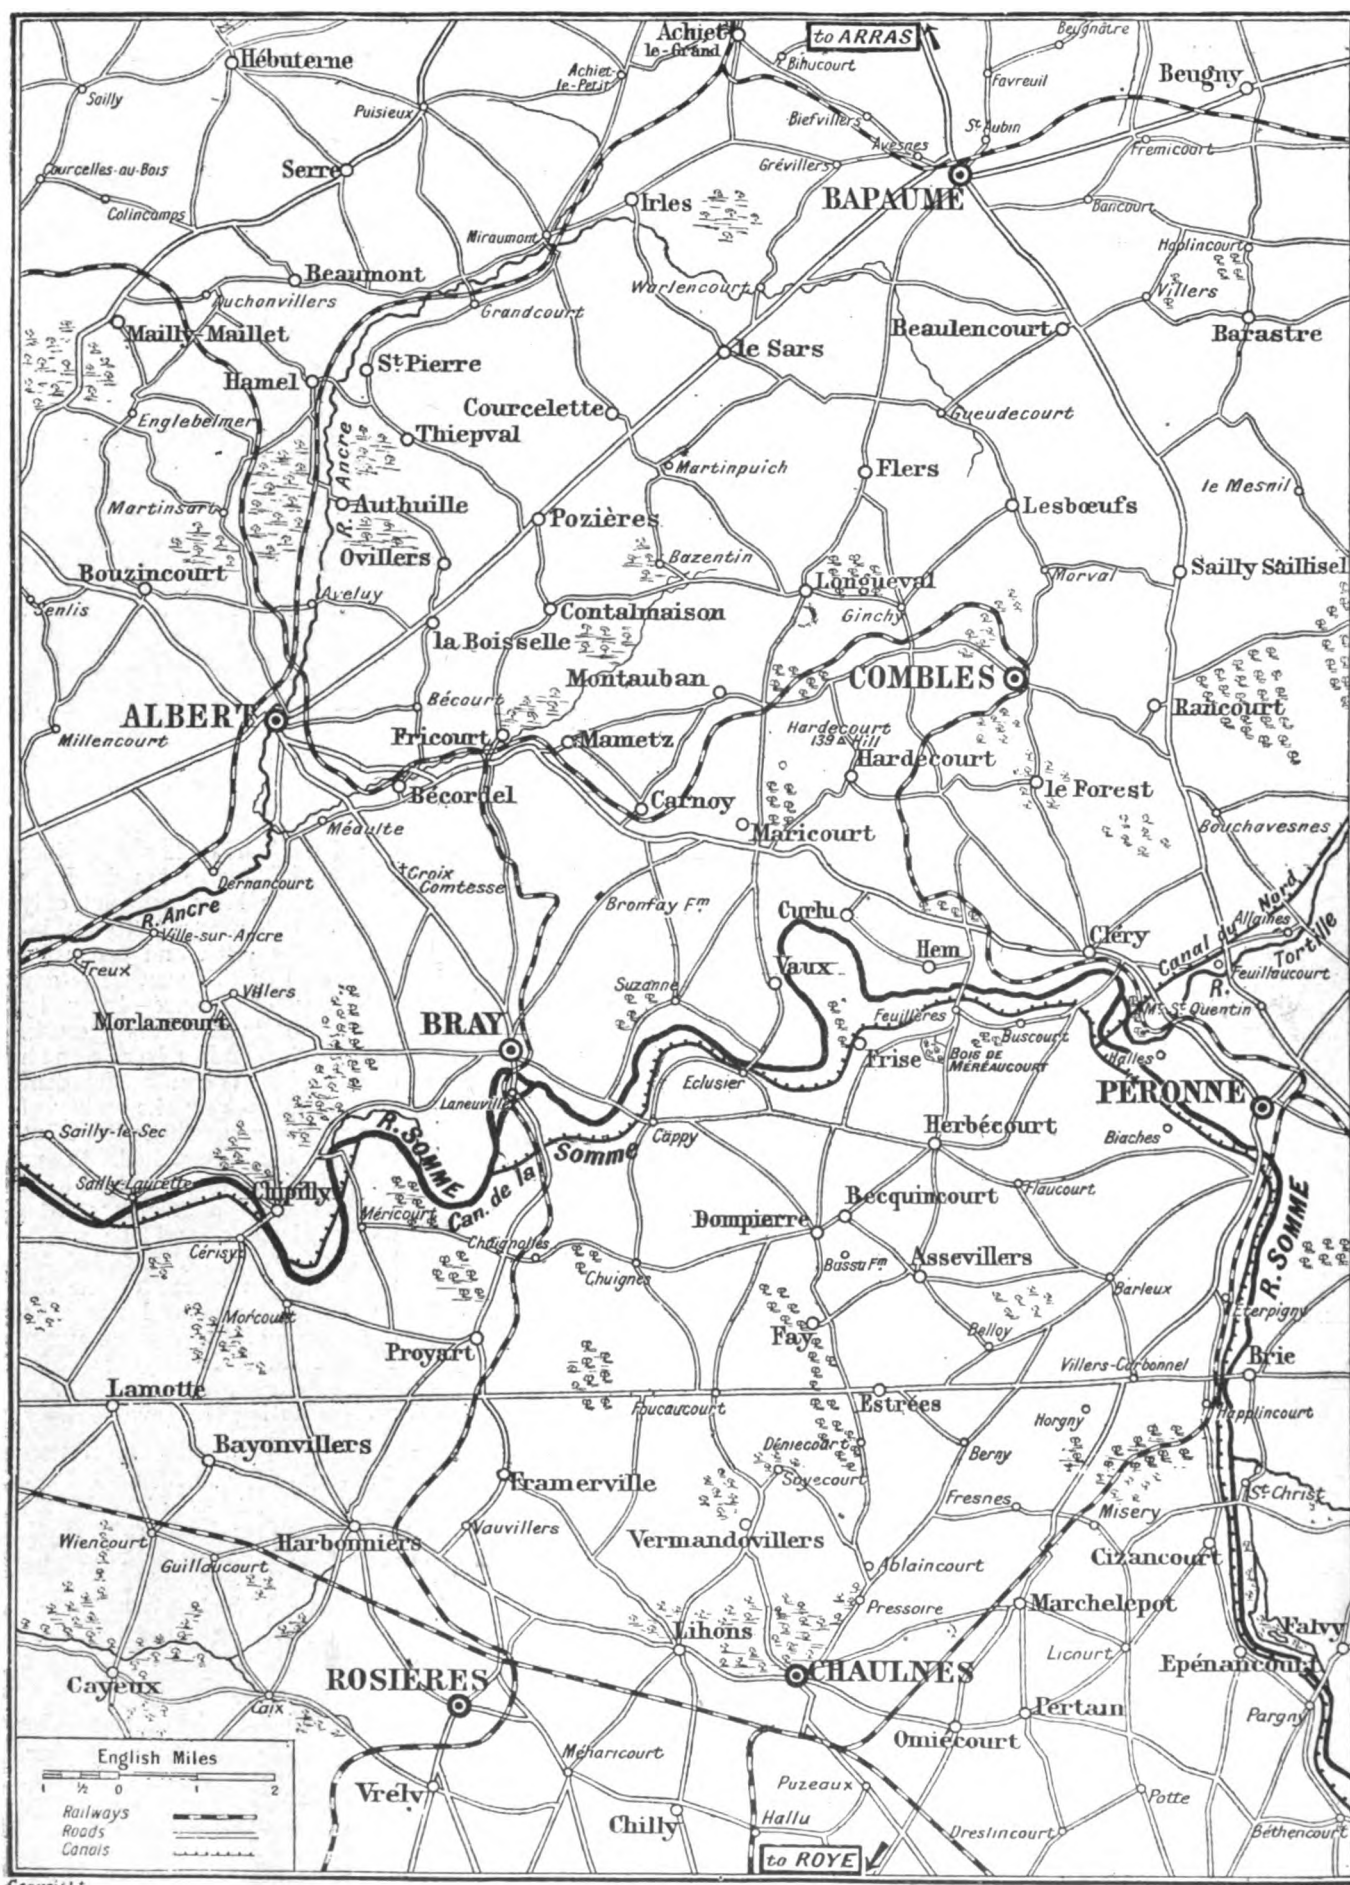 Achiet
le-Grand
to ARRAS
Beugnâtre
Hébuterne
Bihucourt
Achiet-
le-Petit
Favreuil
Beugny
Sailly
Puisieux
Biefvillers
St Aubin
Avesnes
Fremicourt
Serre
Grévillers
Courcelles-au-Bois
BAPAUME
Colincamps
Irles
Bancourt
Miraumont
Haplincourt
Beaumont
Warlencourt
Auchonvillers
Villers
Grandcourt
Mailly-Maillet
Beaulencourt
Barastre
le Sars
St. Pierre
Hamel
Courcelette
Gueudecourt
Englebelmer
Thiepval
Martinpuich
Flers
R. Ancre
le Mesnil
Martinsart
Authuille
Lesbœufs
Pozières
Ovillers
Bazentin
Sailly Saillisel
Bouzincourt
Longueval
Morval
Aveluy
Senlis
Contalmaison
Ginchy
la Boisselle
Montauban
COMBLES
Bécourt
Rancourt
ALBERT
Millencourt
Fricourt
Mametz
Hardecourt
139 Hill
Hardecourt
Bécordel
le Forest
Carnoy
Méaulte
Maricourt
Bouchavesnes
Croix
Comtesse
Dernancourt
Bronfay Fm.
R. Ancre
Curlu
Canal du Nord
Allaines
Ville-sur-Ancre
Hem
Cléry
R. Tortille
Treux
Vaux
Feuillaucourt
Suzanne
Villers
Morlancourt
Feuillères
Mt. St. Quentin
BRAY
Buscourt
Frise
BOIS DE
MÉRÉAUCOURT
Halles
Eclusier
PÉRONNE
Laneuville
R. SOMME
Cappy
Herbécourt
Biaches
Sailly-le-Sec
Can. de la Somme
Sailly-Laurette
Flaucourt
Chipilly
Becquincourt
Méricourt
Dompierre
R. SOMME
Cérisy
Chuignolles
Bussu Fm.
Assevillers
Chuignes
Barleux
Morcourt
Eterpigny
Fay
Belloy
Proyart
Villers-Carbonnel
Brie
Lamotte
Foucaucourt
Estrées
Horgny
Happlincourt
Bayonvillers
Déniécourt
Berny
Framerville
Soyecourt
St. Christ
Fresnes
Misery
Wiencourt
Vauvillers
Vermandovillers
Harbonniers
Cizancourt
Guillaucourt
Ablaincourt
Pressoire
Marchelepot
Lihons
Falvy
Licourt
Epénancourt
Cayeux
ROSIÈRES
CHAULNES
Caix
Pertain
Pargny
Omiécourt
English Miles
1 ½ 0 1 2
Méharicourt
Vrély
Puzeaux
Potte
Railways
Roads
Canals
Chilly
Hallu
Dreslincourt
Béthencourt
to ROYE